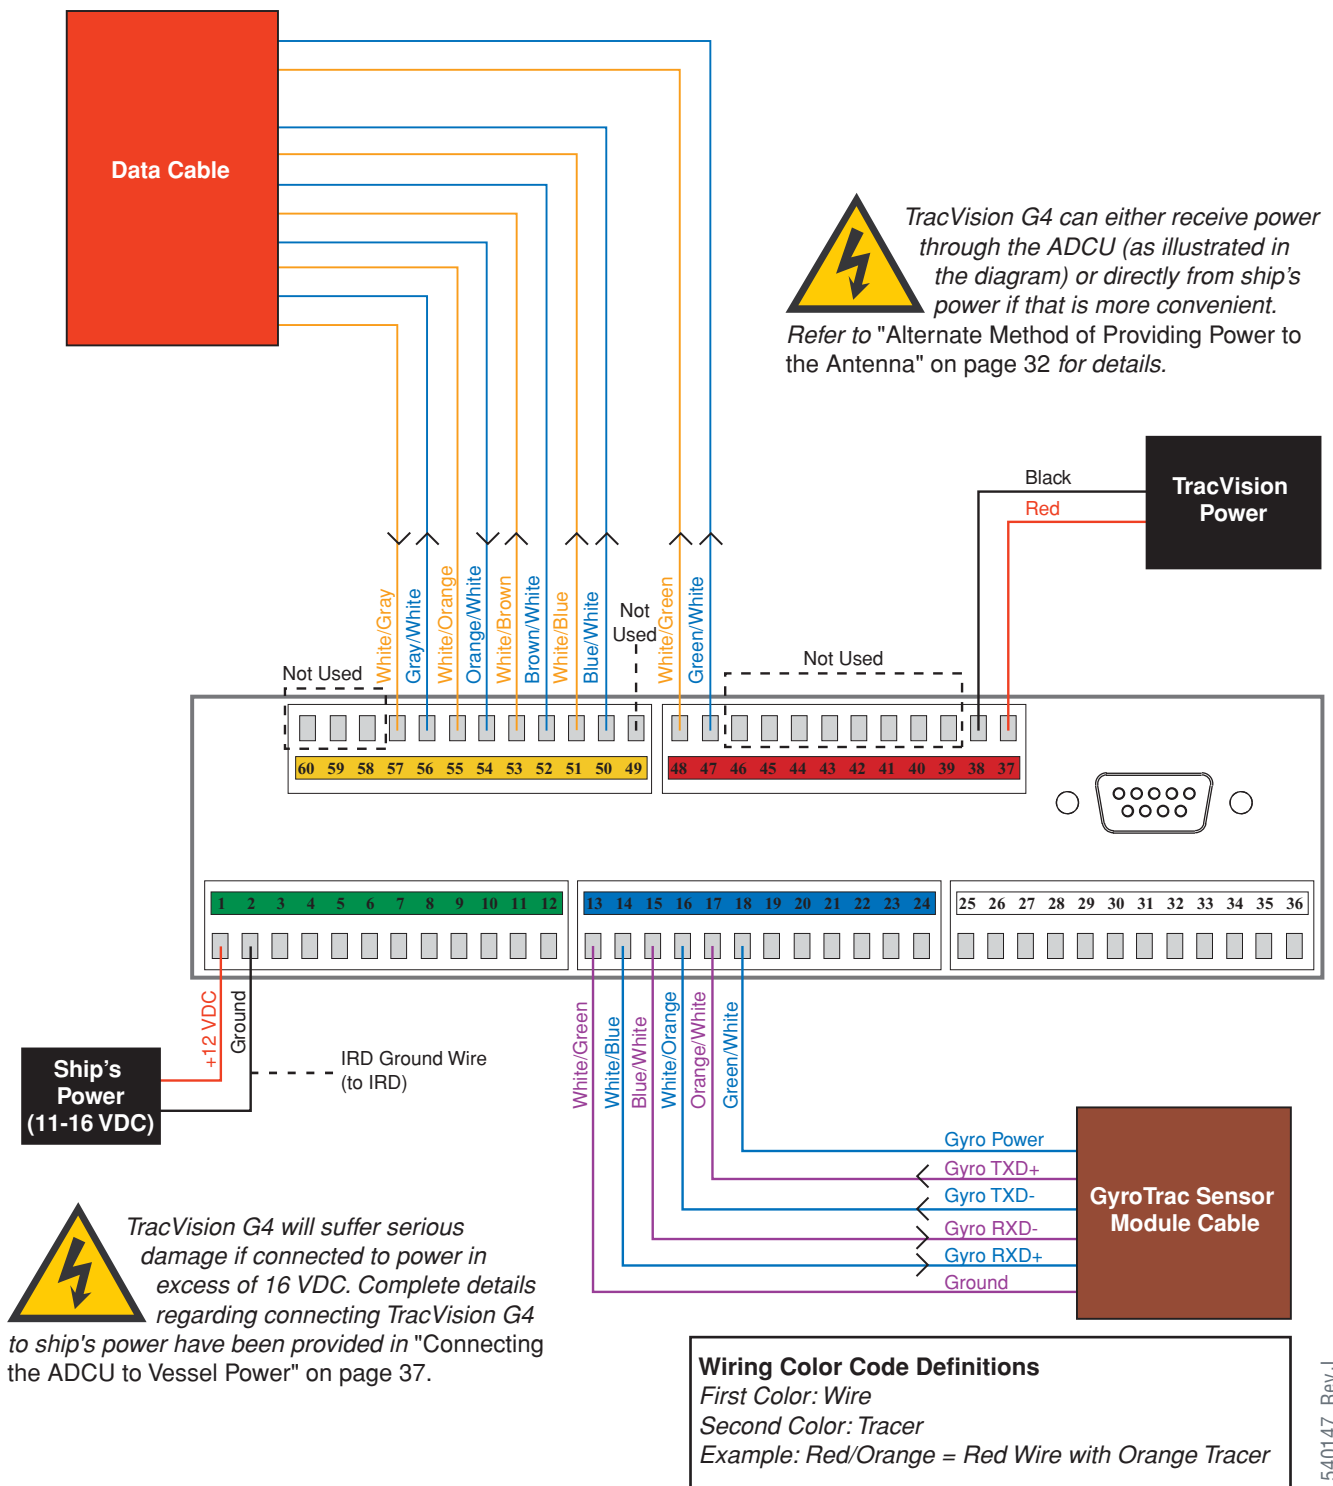 Data Cable
TracVision G4 can either receive power
through the ADCU (as illustrated in
the diagram) or directly from ship's
power if that is more convenient.
Refer to "Alternate Method of Providing Power to
the Antenna" on page 32 for details.
Black
Red
TracVision
Power
White/Gray
Gray/White
White/Orange
Orange/White
White/Brown
Brown/White
White/Blue
Blue/White
Not
Used
White/Green
Green/White
Not Used
Not Used
60 59 58 57 56 55 54 53 52 51 50 49
48 47 46 45 44 43 42 41 40 39 38 37
1 2 3 4 5 6 7 8 9 10 11 12
13 14 15 16 17 18 19 20 21 22 23 24
25 26 27 28 29 30 31 32 33 34 35 36
+12 VDC
Ground
White/Green
White/Blue
Blue/White
White/Orange
Orange/White
Green/White
Ship's
Power
(11-16 VDC)
IRD Ground Wire
(to IRD)
Gyro Power
Gyro TXD+
Gyro TXD-
Gyro RXD-
Gyro RXD+
Ground
GyroTrac Sensor
Module Cable
TracVision G4 will suffer serious
damage if connected to power in
excess of 16 VDC. Complete details
regarding connecting TracVision G4
to ship's power have been provided in "Connecting
the ADCU to Vessel Power" on page 37.
Wiring Color Code Definitions
First Color: Wire
Second Color: Tracer
Example: Red/Orange = Red Wire with Orange Tracer
540147 Rev